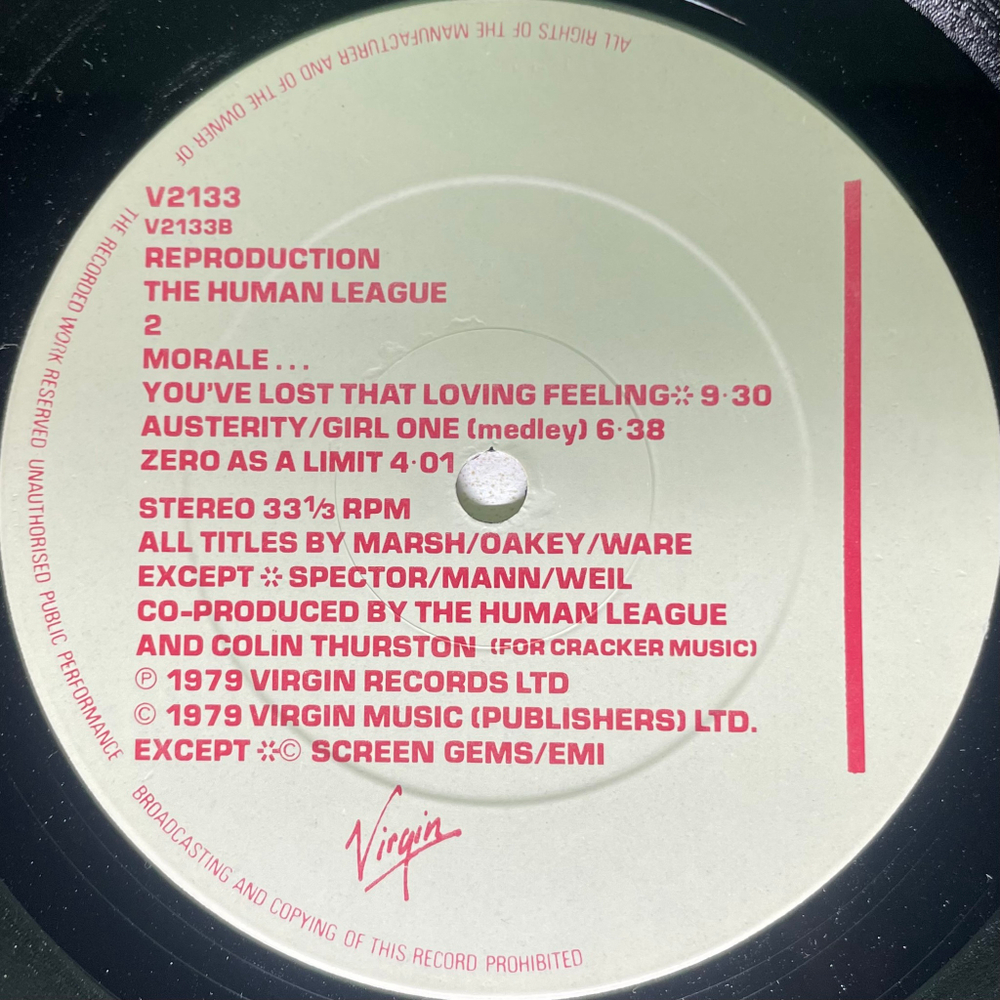 V2133
V2133B
REPRODUCTION
THE HUMAN LEAGUE
2
MORALE...
YOU'VE LOST THAT LOVING FEELING⁛ 9·30
AUSTERITY/GIRL ONE (medley) 6·38
ZERO AS A LIMIT 4·01
STEREO 33⅓ RPM
ALL TITLES BY MARSH/OAKEY/WARE
EXCEPT ⁛ SPECTOR/MANN/WEIL
CO-PRODUCED BY THE HUMAN LEAGUE
AND COLIN THURSTON (FOR CRACKER MUSIC)
℗ 1979 VIRGIN RECORDS LTD
© 1979 VIRGIN MUSIC (PUBLISHERS) LTD.
EXCEPT ⁛© SCREEN GEMS/EMI
Virgin
ALL RIGHTS OF THE MANUFACTURER AND OF THE OWNER OF THE RECORDED WORK RESERVED UNAUTHORISED PUBLIC PERFORMANCE BROADCASTING AND COPYING OF THIS RECORD PROHIBITED